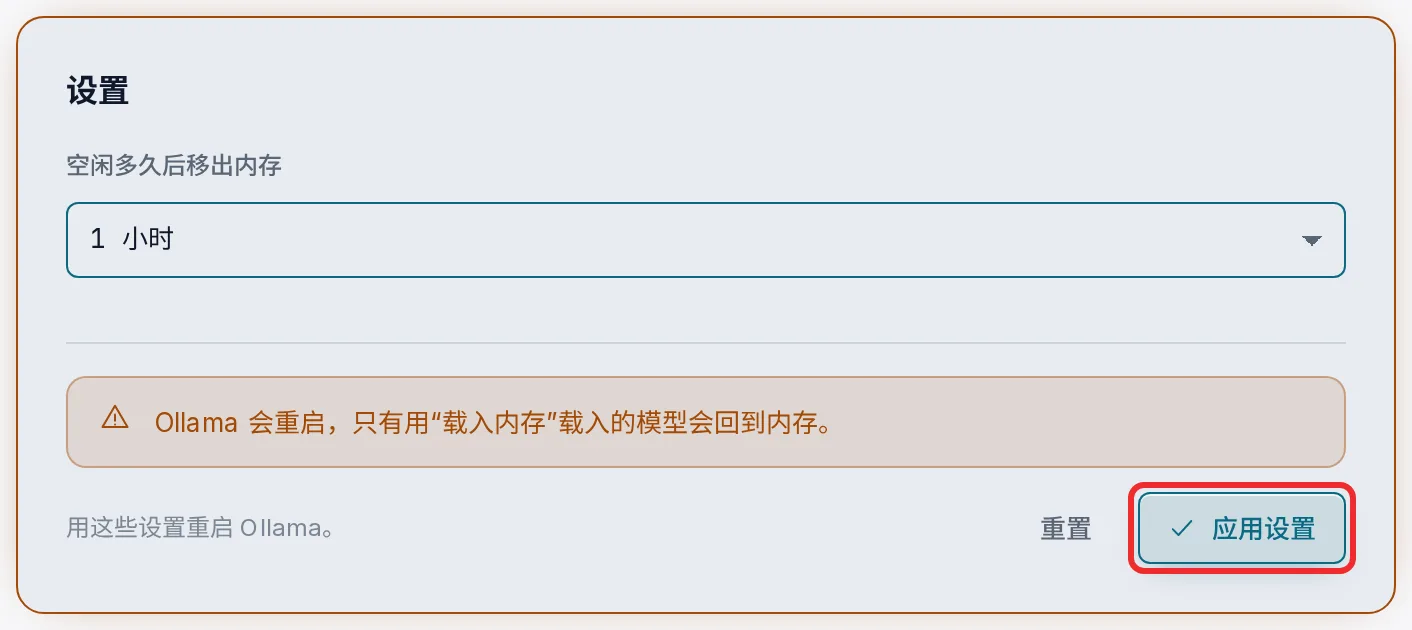 设置
空闲多久后移出内存
1 小时
Ollama 会重启，只有用“载入内存”载入的模型会回到内存。
用这些设置重启 Ollama。
重置
应用设置